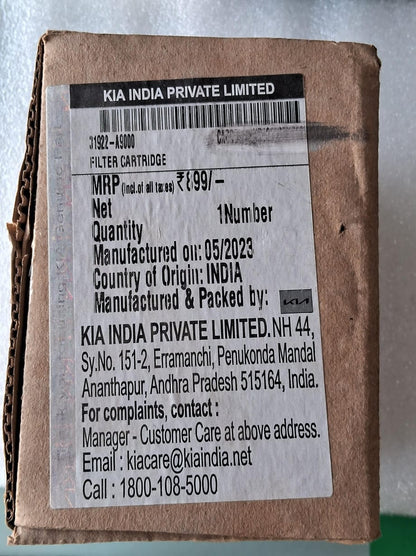 KIA INDIA PRIVATE LIMITED
31922-A9000
FILTER CARTRIDGE
MRP (incl.of all taxes) ₹899/-
Net 1Number
Quantity
Manufactured on: 05/2023
Country of Origin: INDIA
Manufactured & Packed by: KIA
KIA INDIA PRIVATE LIMITED.NH 44,
Sy.No. 151-2, Erramanchi, Penukonda Mandal
Ananthapur, Andhra Pradesh 515164, India.
For complaints, contact :
Manager - Customer Care at above address.
Email : kiacare@kiaindia.net
Call : 1800-108-5000